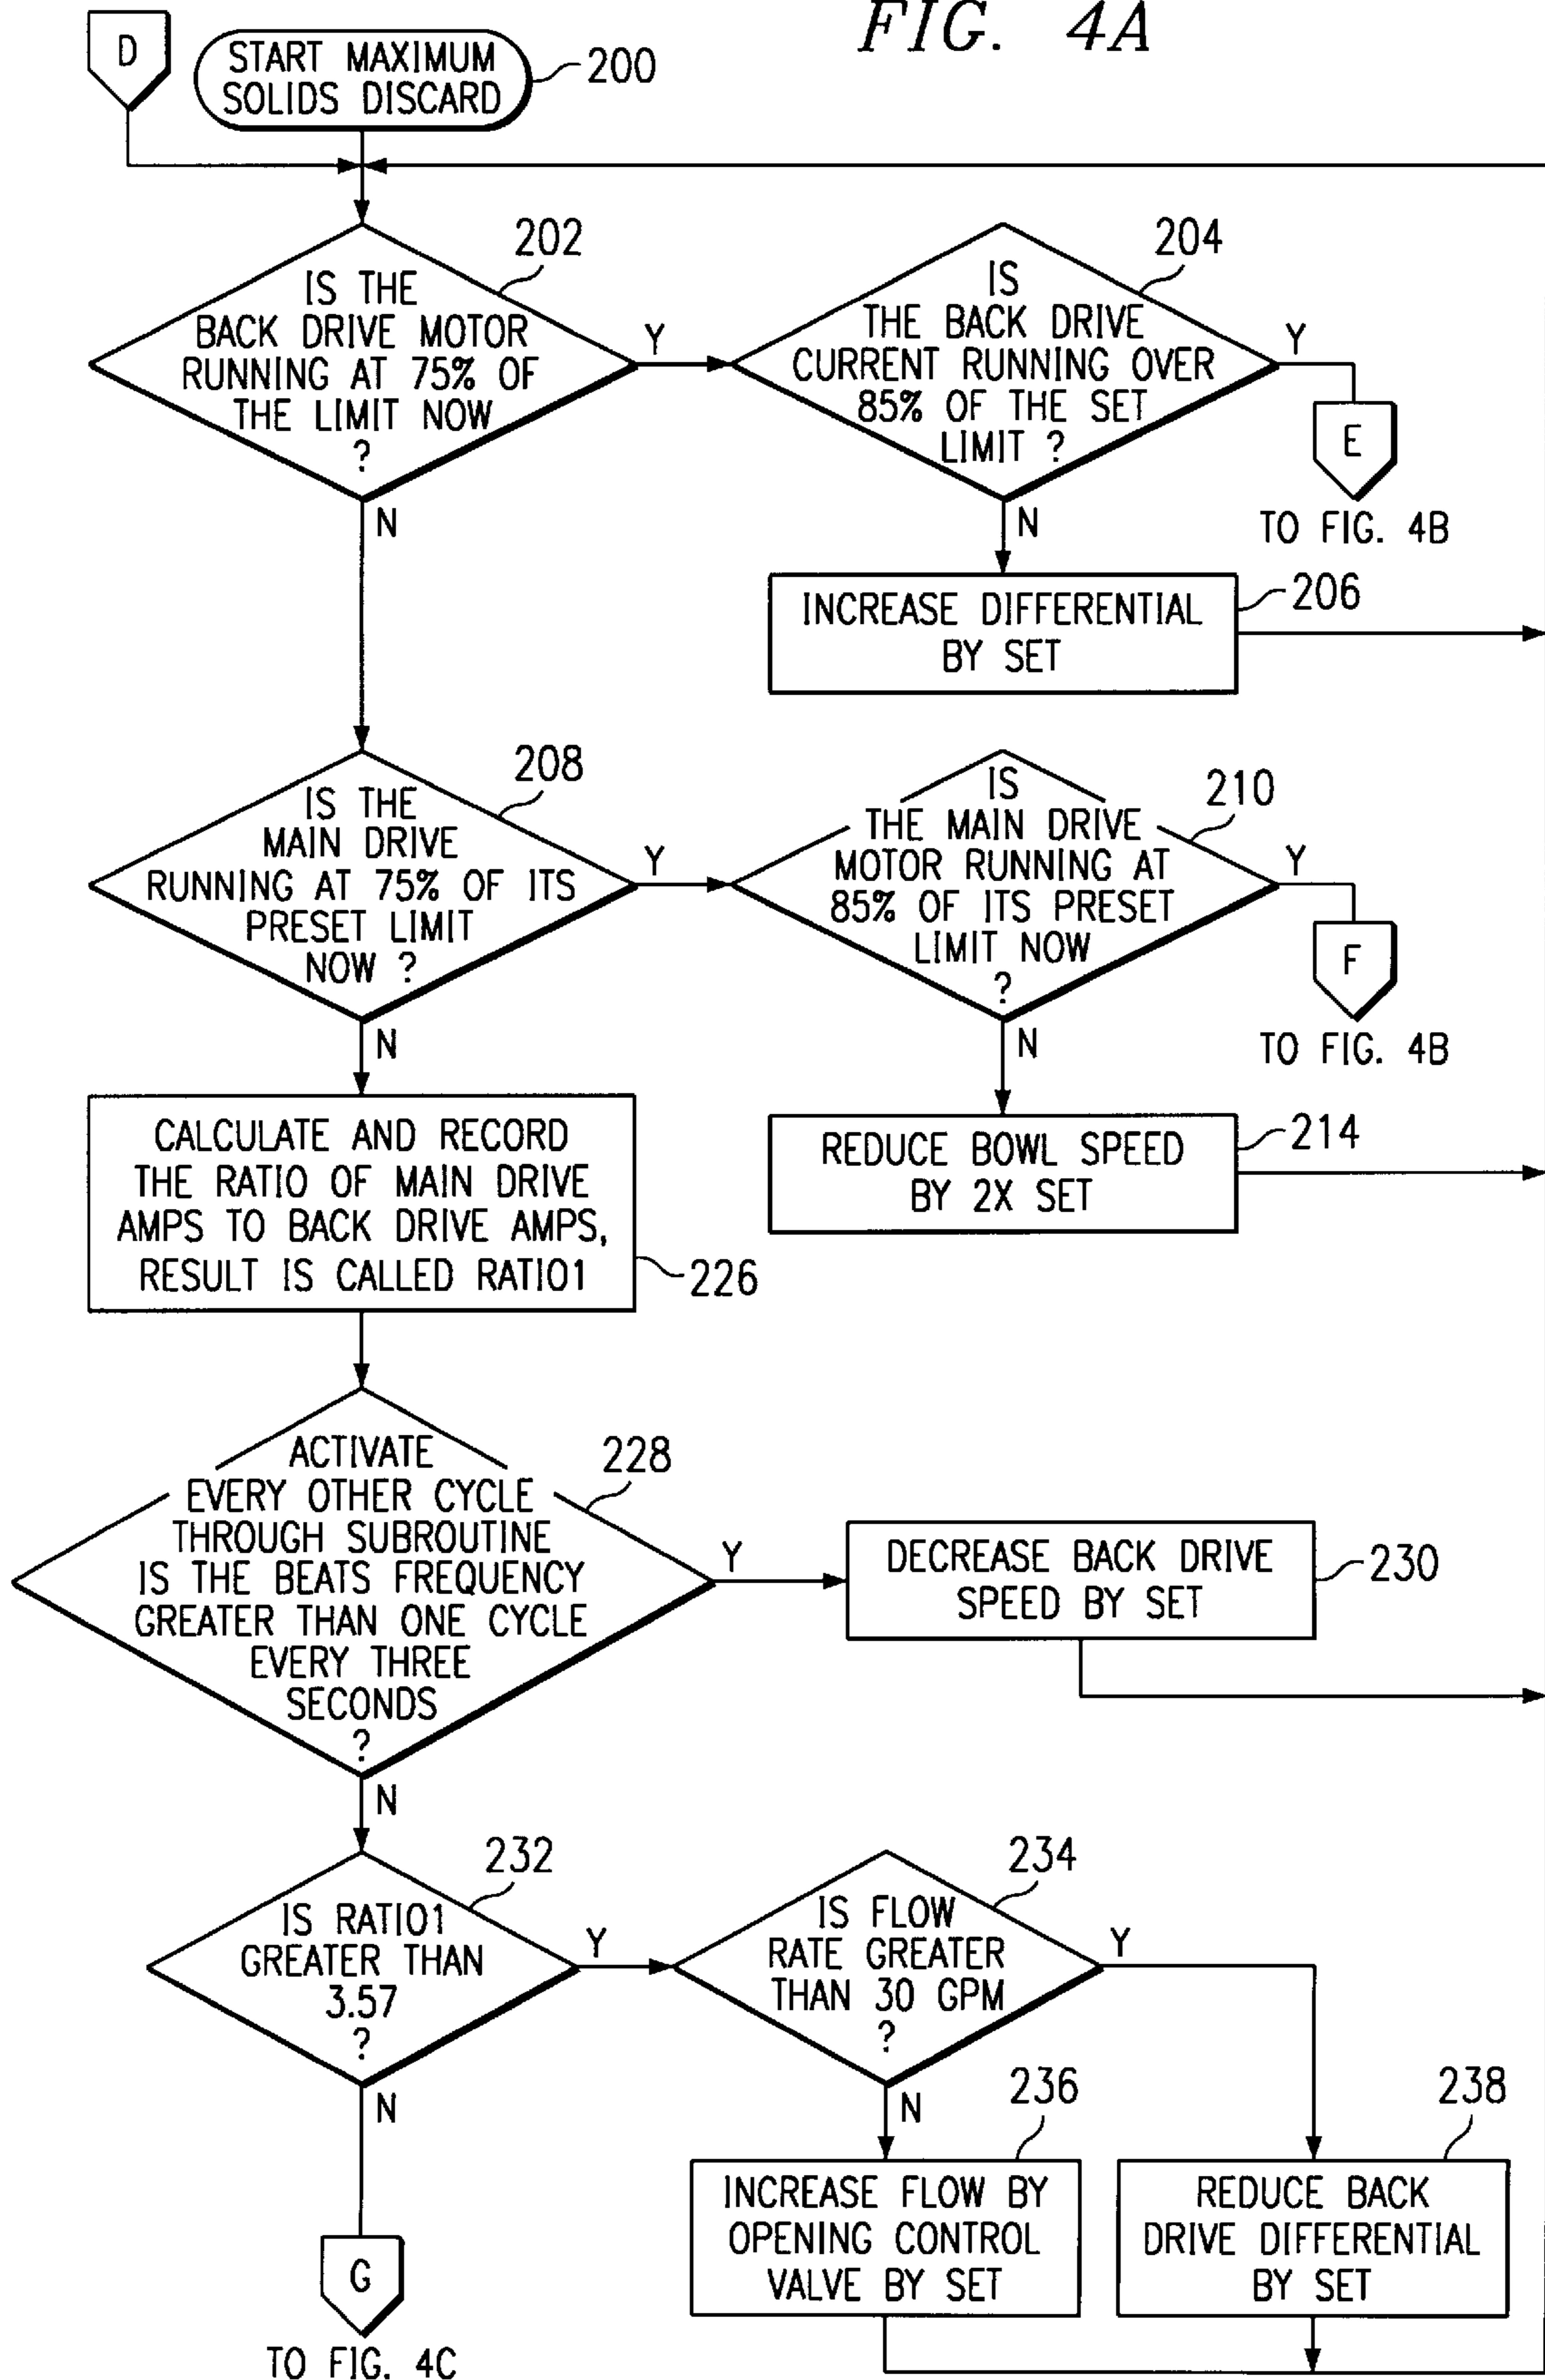 FIG. 4A
D
START MAXIMUM
SOLIDS DISCARD
200
202
IS THE
BACK DRIVE MOTOR
RUNNING AT 75% OF
THE LIMIT NOW
?
Y
N
204
IS
THE BACK DRIVE
CURRENT RUNNING OVER
85% OF THE SET
LIMIT ?
Y
N
E
TO FIG. 4B
INCREASE DIFFERENTIAL
BY SET
206
208
IS THE
MAIN DRIVE
RUNNING AT 75% OF ITS
PRESET LIMIT
NOW ?
Y
N
210
IS
THE MAIN DRIVE
MOTOR RUNNING AT
85% OF ITS PRESET
LIMIT NOW
?
Y
N
F
TO FIG. 4B
REDUCE BOWL SPEED
BY 2X SET
214
CALCULATE AND RECORD
THE RATIO OF MAIN DRIVE
AMPS TO BACK DRIVE AMPS,
RESULT IS CALLED RATIO1
226
228
ACTIVATE
EVERY OTHER CYCLE
THROUGH SUBROUTINE
IS THE BEATS FREQUENCY
GREATER THAN ONE CYCLE
EVERY THREE
SECONDS
?
Y
N
DECREASE BACK DRIVE
SPEED BY SET
230
232
IS RATIO1
GREATER THAN
3.57
?
Y
N
234
IS FLOW
RATE GREATER
THAN 30 GPM
?
Y
N
236
INCREASE FLOW BY
OPENING CONTROL
VALVE BY SET
238
REDUCE BACK
DRIVE DIFFERENTIAL
BY SET
G
TO FIG. 4C